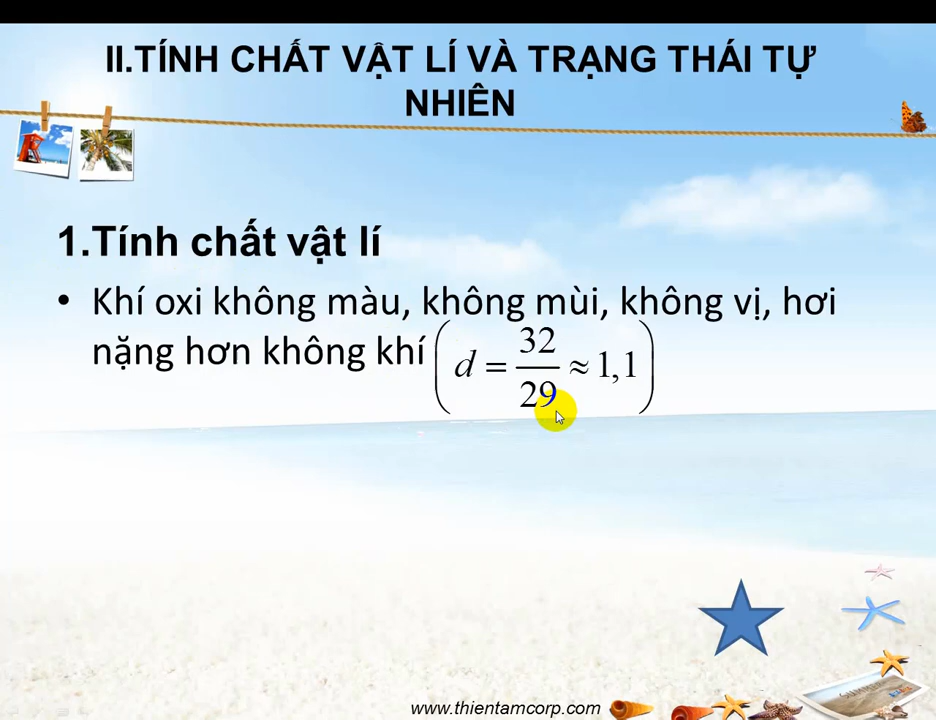 II.TÍNH CHẤT VẬT LÍ VÀ TRẠNG THÁI TỰ
NHIÊN
1.Tính chất vật lí
• Khí oxi không màu, không mùi, không vị, hơi
nặng hơn không khí (d = 32/29 ≈ 1,1)
www.thientamcorp.com